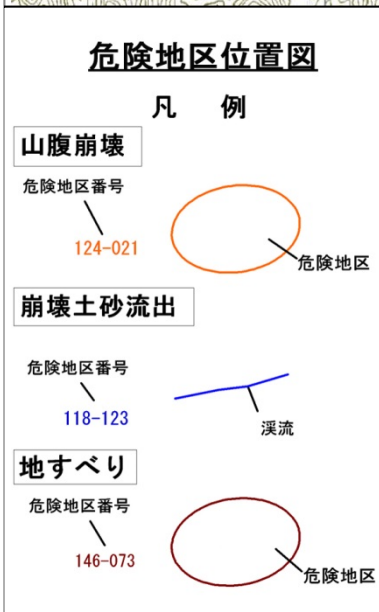 危険地区位置図
凡 例
山腹崩壊
危険地区番号
124-021
危険地区
崩壊土砂流出
危険地区番号
118-123
渓流
地すべり
危険地区番号
146-073
危険地区